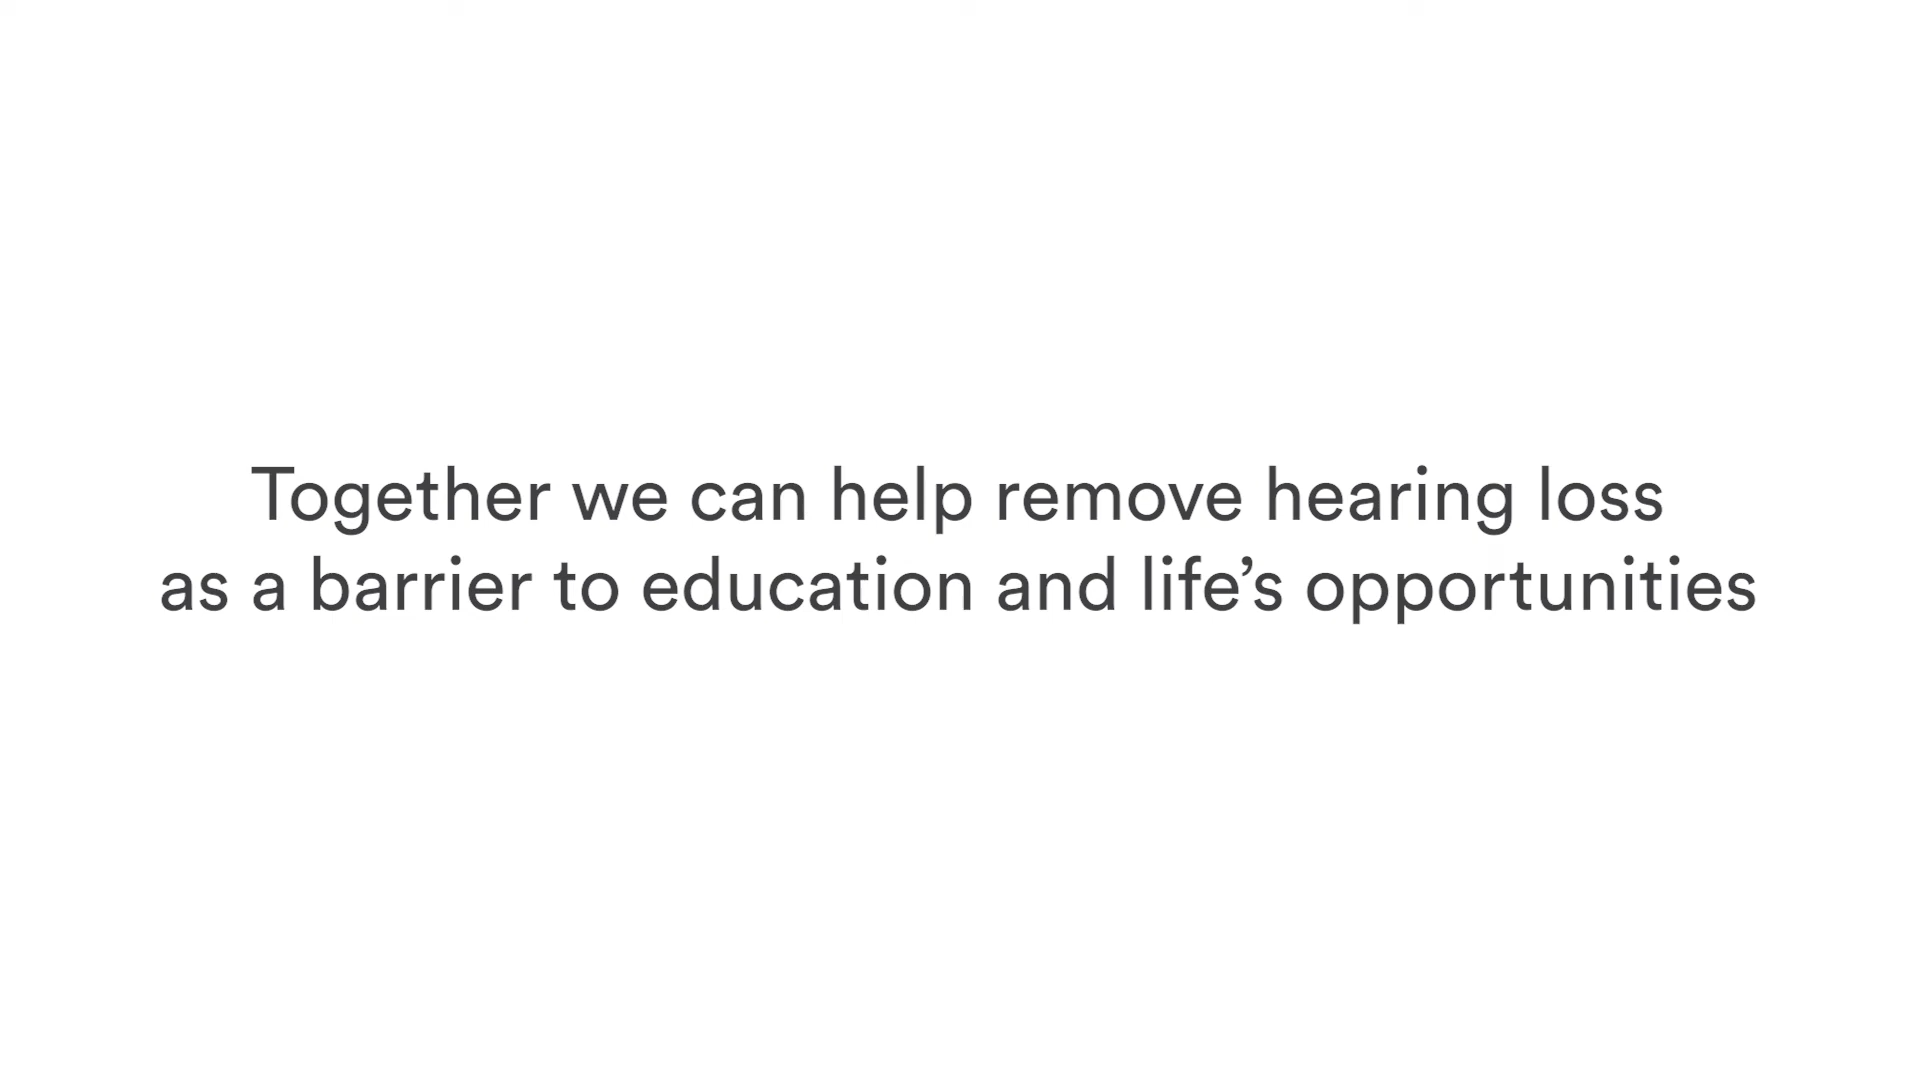 Together we can help remove hearing loss
as a barrier to education and life’s opportunities